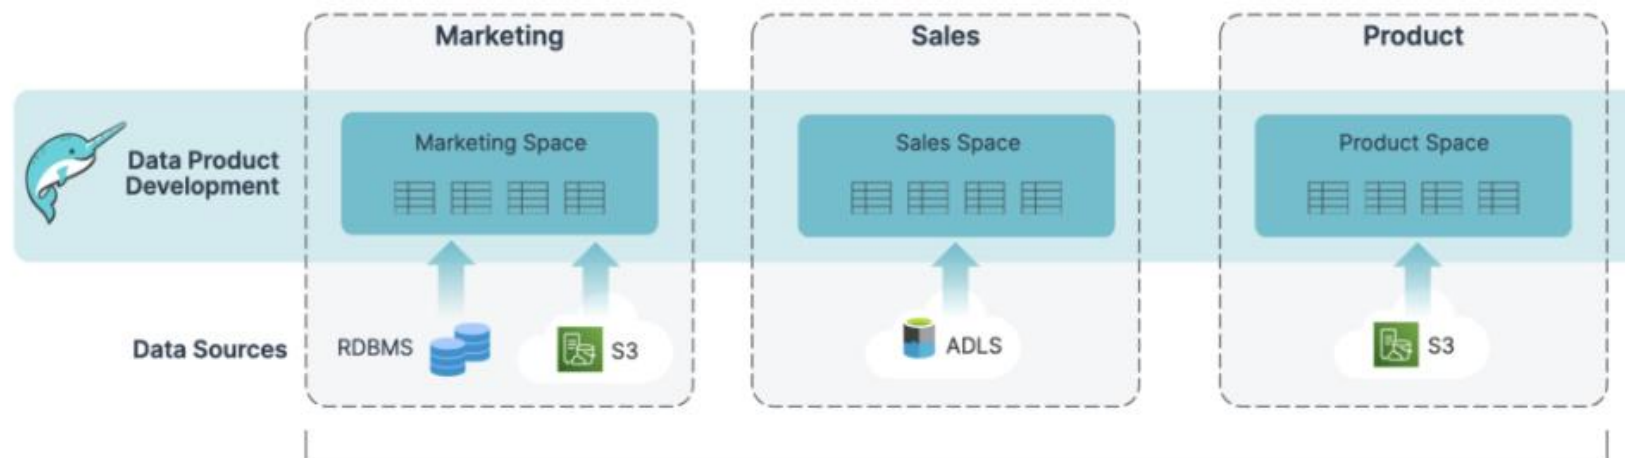 Marketing
Sales
Product
Data Product
Development
Marketing Space
Sales Space
Product Space
Data Sources
RDBMS
S3
ADLS
S3